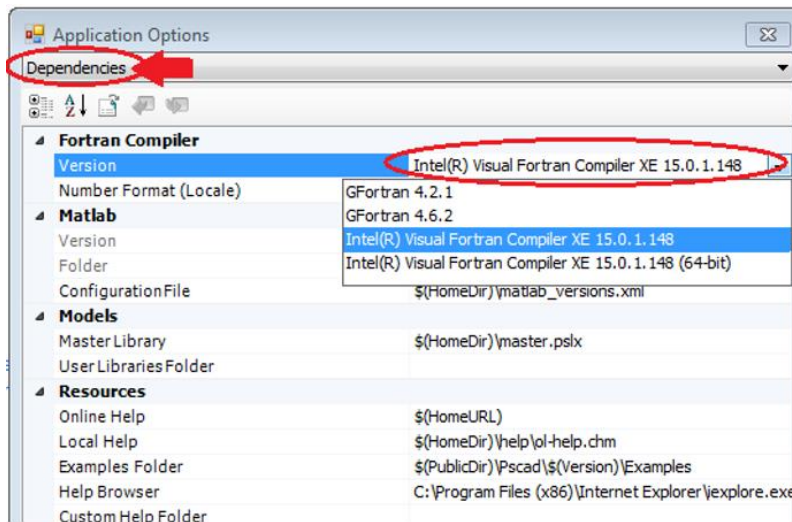 Application Options
Dependencies
Fortran Compiler
Version Intel(R) Visual Fortran Compiler XE 15.0.1.148
Number Format (Locale)
GFortran 4.2.1
GFortran 4.6.2
Matlab
Version Intel(R) Visual Fortran Compiler XE 15.0.1.148
Folder Intel(R) Visual Fortran Compiler XE 15.0.1.148 (64-bit)
Configuration File $(HomeDir)\matlab_versions.xml
Models
Master Library $(HomeDir)\master.pslx
User Libraries Folder
Resources
Online Help $(HomeURL)
Local Help $(HomeDir)\help\ol-help.chm
Examples Folder $(PublicDir)\Pscad\$(Version)\Examples
Help Browser C:\Program Files (x86)\Internet Explorer\iexplore.exe
Custom Help Folder